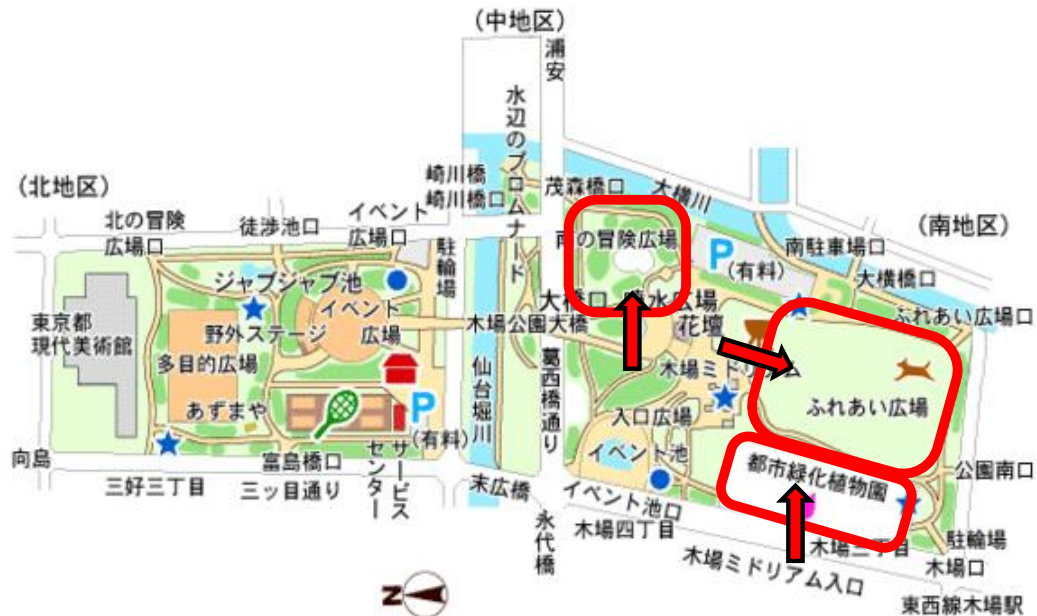 (中地区)
浦安
水辺のプロムナード
崎川橋
崎川橋口
茂森橋口
大横川
(北地区)
北の冒険
広場口
徒渉池口
イベント
広場口
駐輪場
南の冒険広場
P
(有料)
南駐車場口
大横橋口
(南地区)
ふれあい広場口
ジャブジャブ池
イベント
広場
東京都
現代美術館
野外ステージ
多目的広場
あずまや
木場公園大橋
大橋口
水広場
花壇
木場ミドリアム
仙台堀川
葛西橋通り
入口広場
ふれあい広場
P
(有料)
サービス
センター
イベント池
都市緑化植物園
公園南口
向島
三好三丁目
富島橋口
三ッ目通り
末広橋
永代橋
イベント池口
木場四丁目
木場ミドリアム入口
木場三丁目
駐輪場
木場口
東西線木場駅
N